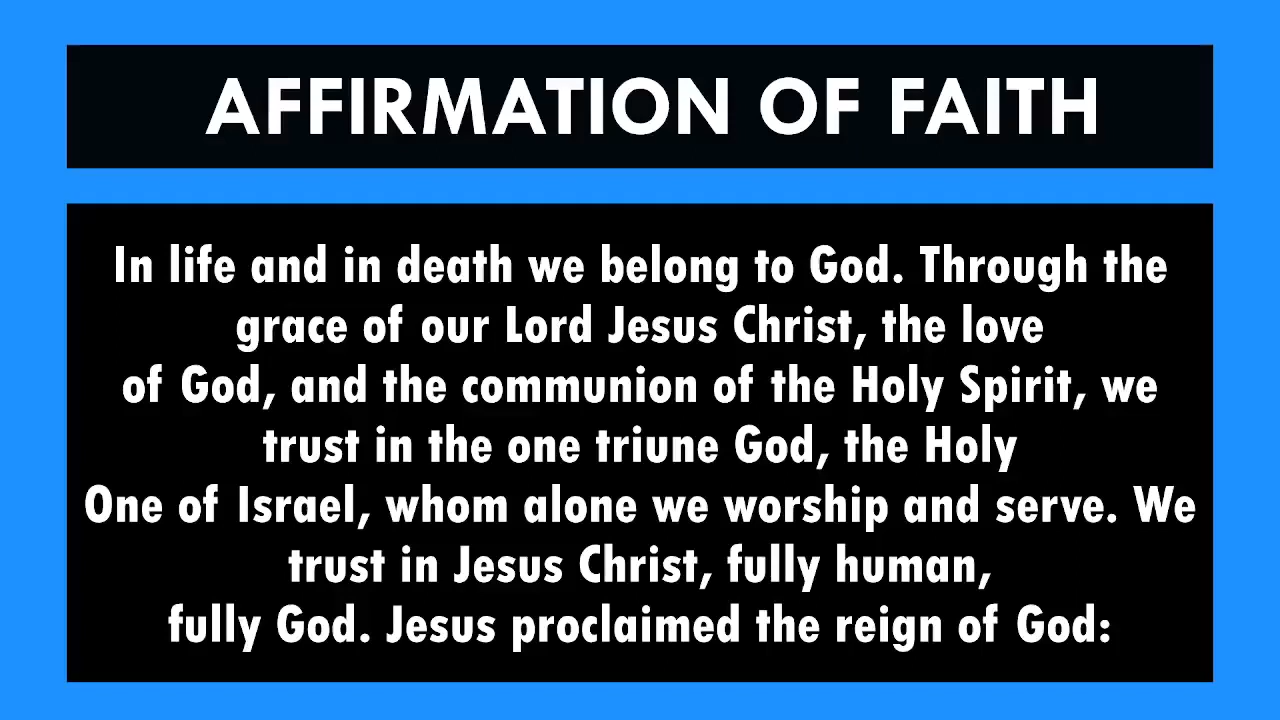 AFFIRMATION OF FAITH
In life and in death we belong to God. Through the
grace of our Lord Jesus Christ, the love
of God, and the communion of the Holy Spirit, we
trust in the one triune God, the Holy
One of Israel, whom alone we worship and serve. We
trust in Jesus Christ, fully human,
fully God. Jesus proclaimed the reign of God: